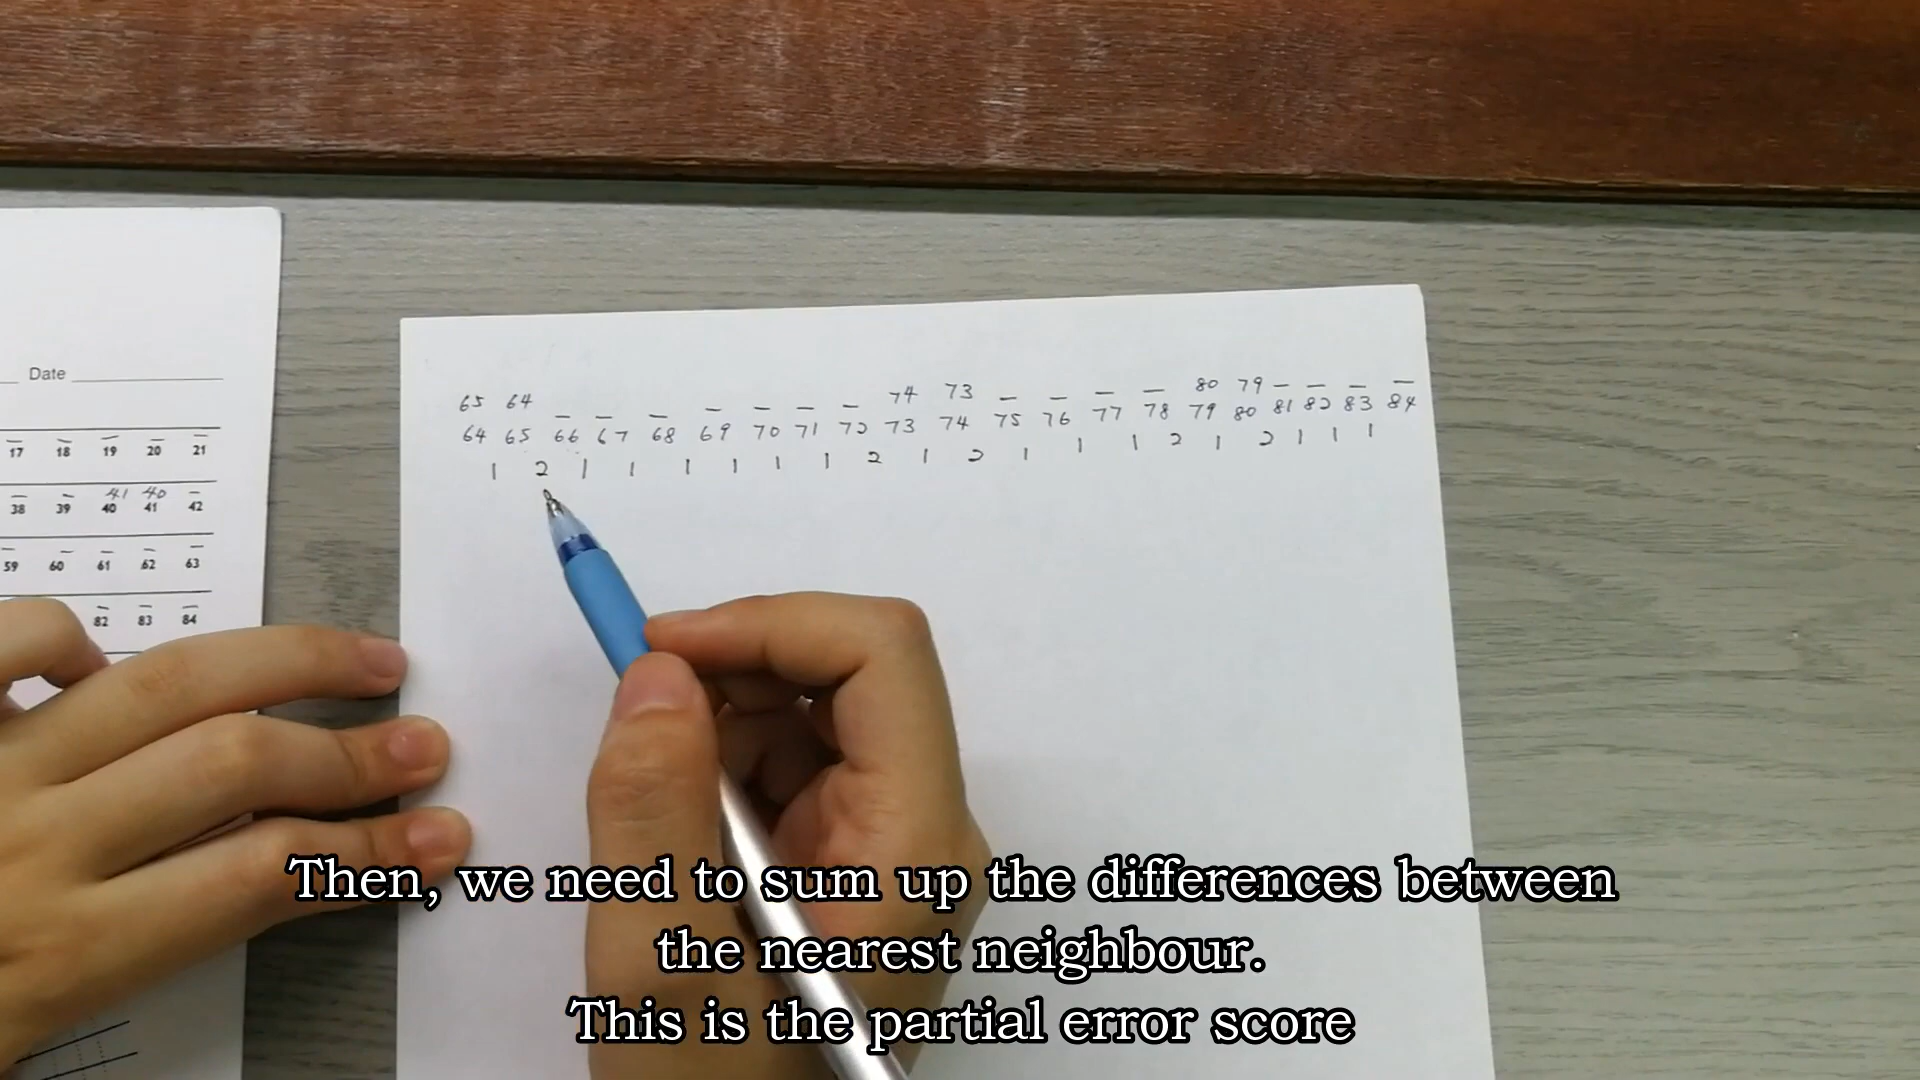 Date
17 18 19 20 21
41 40
38 39 40 41 42
59 60 61 62 63
82 83 84
65 64 — — — — — — — 74 73 — — — — 80 79 — — — —
64 65 66 67 68 69 70 71 72 73 74 75 76 77 78 79 80 81 82 83 84
1 2 1 1 1 1 1 1 2 1 2 1 1 1 2 1 2 1 1 1
Then, we need to sum up the differences between
the nearest neighbour.
This is the partial error score